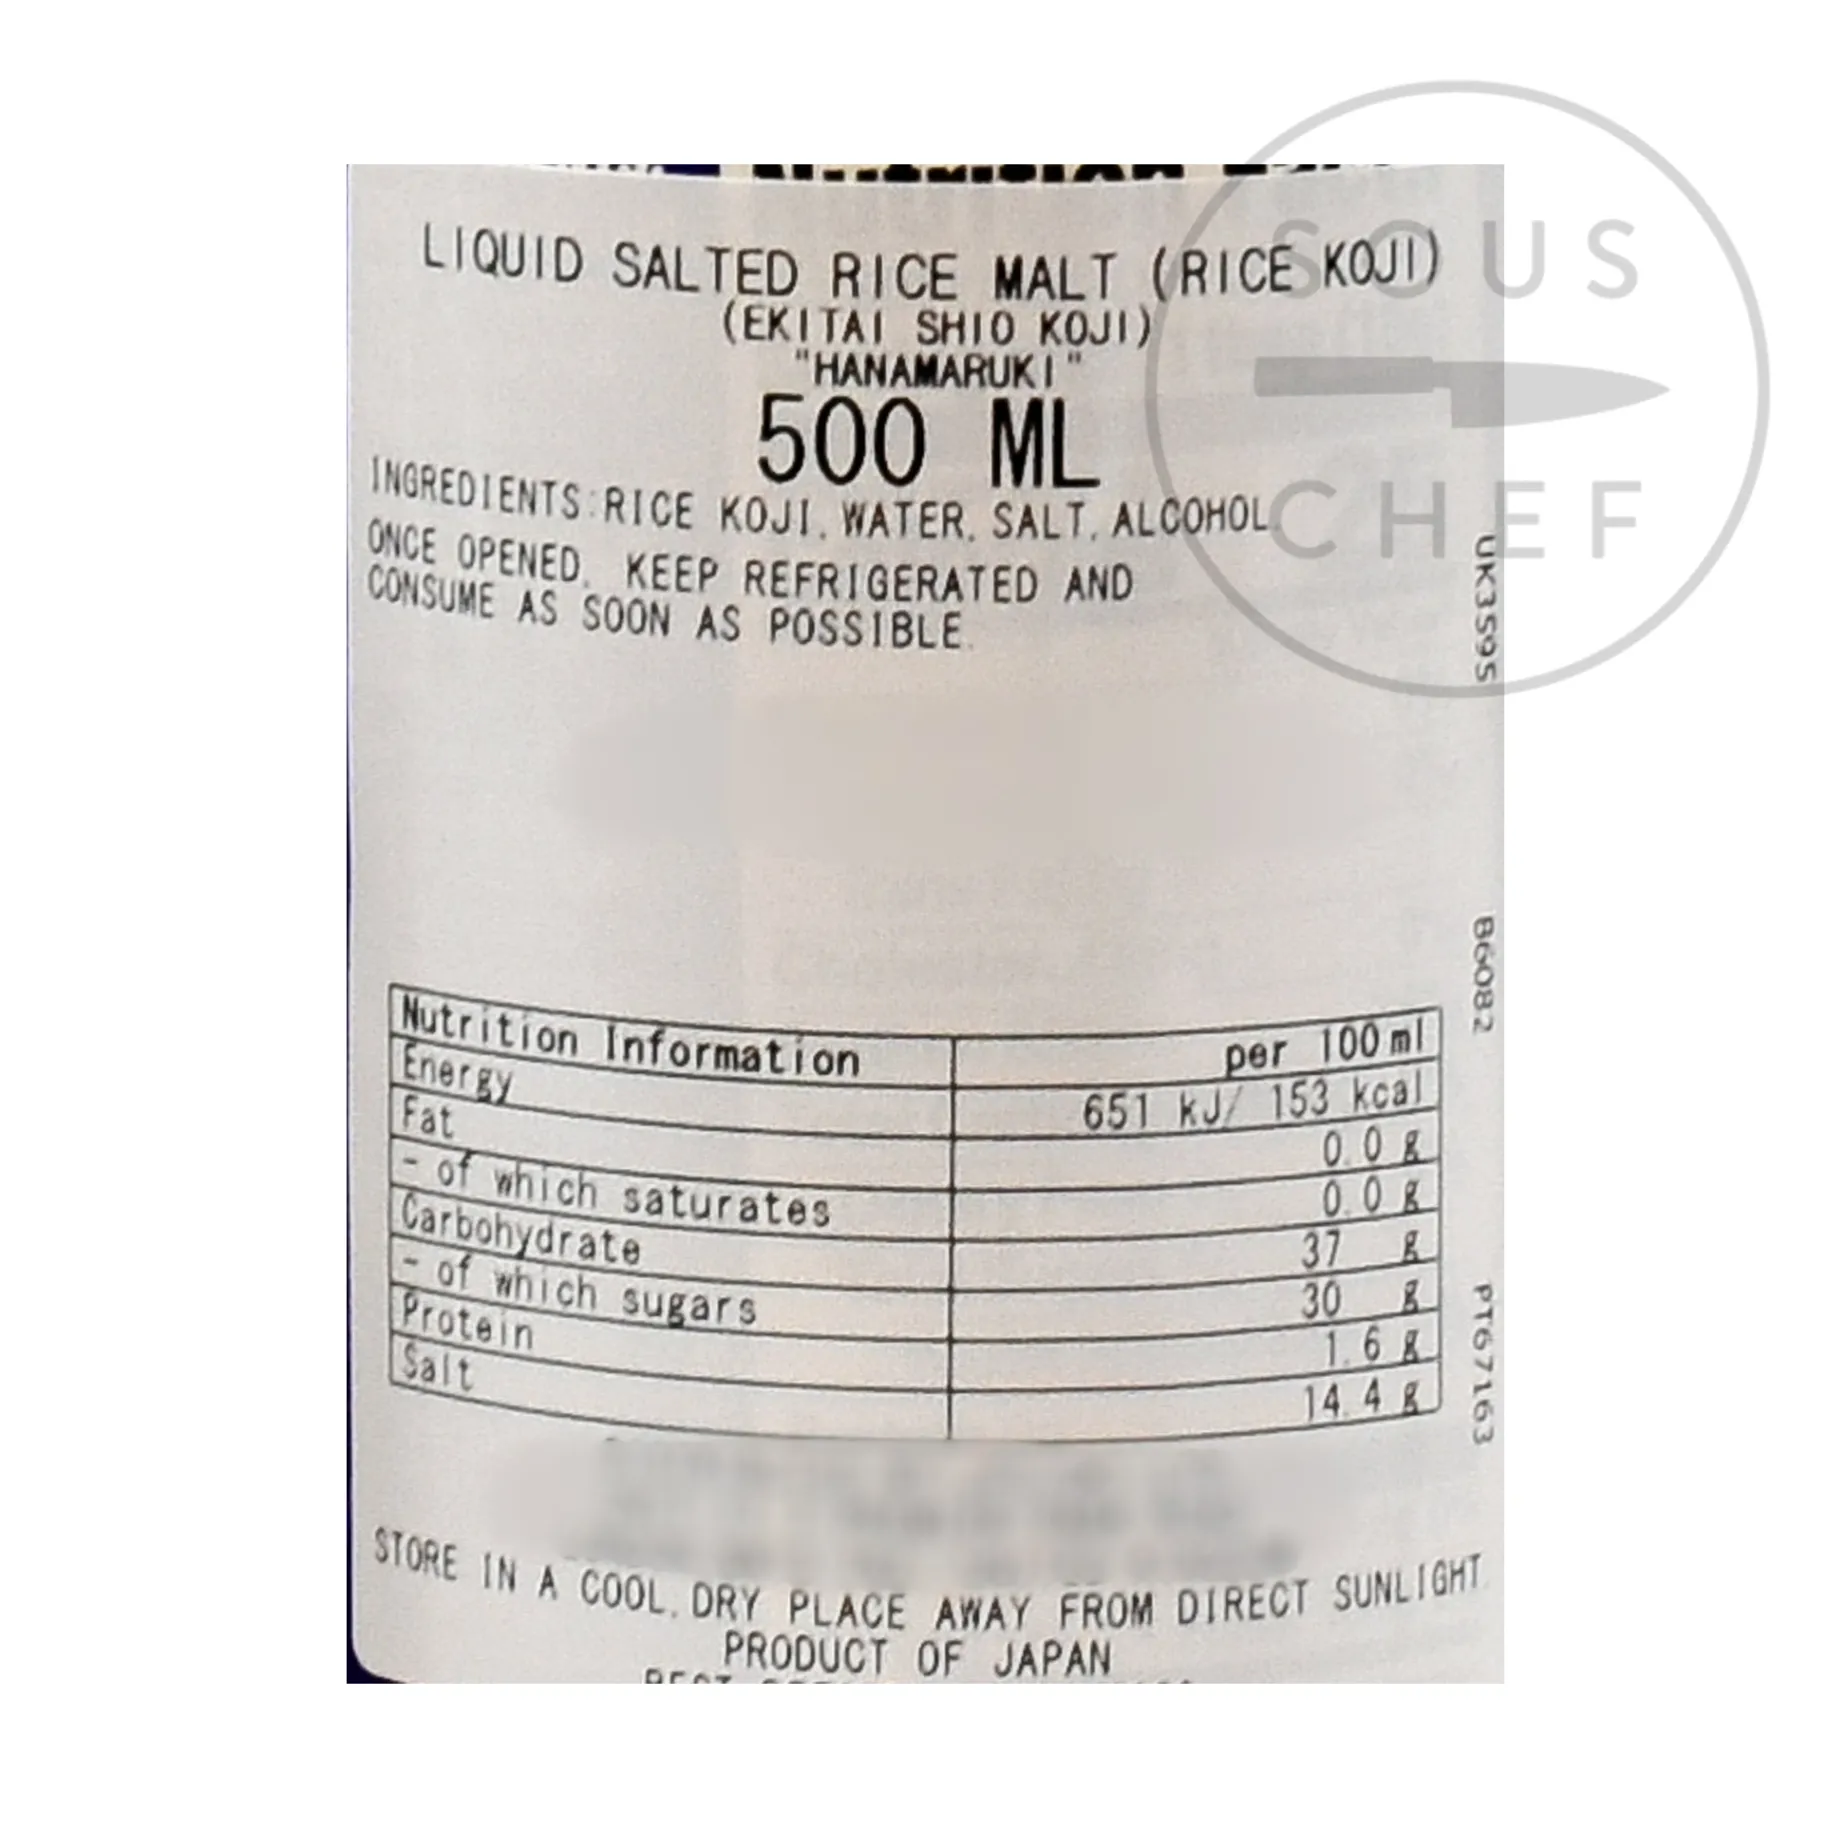 LIQUID SALTED RICE MALT (RICE KOJI)
(EKITAI SHIO KOJI)
"HANAMARUKI"
500 ML
INGREDIENTS:RICE KOJI, WATER, SALT, ALCOHOL.
ONCE OPENED, KEEP REFRIGERATED AND
CONSUME AS SOON AS POSSIBLE.
Nutrition Information per 100ml
Energy 651 kJ/ 153 kcal
Fat 0.0 g
- of which saturates 0.0 g
Carbohydrate 37 g
- of which sugars 30 g
Protein 1.6 g
Salt 14.4 g
STORE IN A COOL, DRY PLACE AWAY FROM DIRECT SUNLIGHT.
PRODUCT OF JAPAN
UK3595
B6082
PT67163
SOUS
CHEF